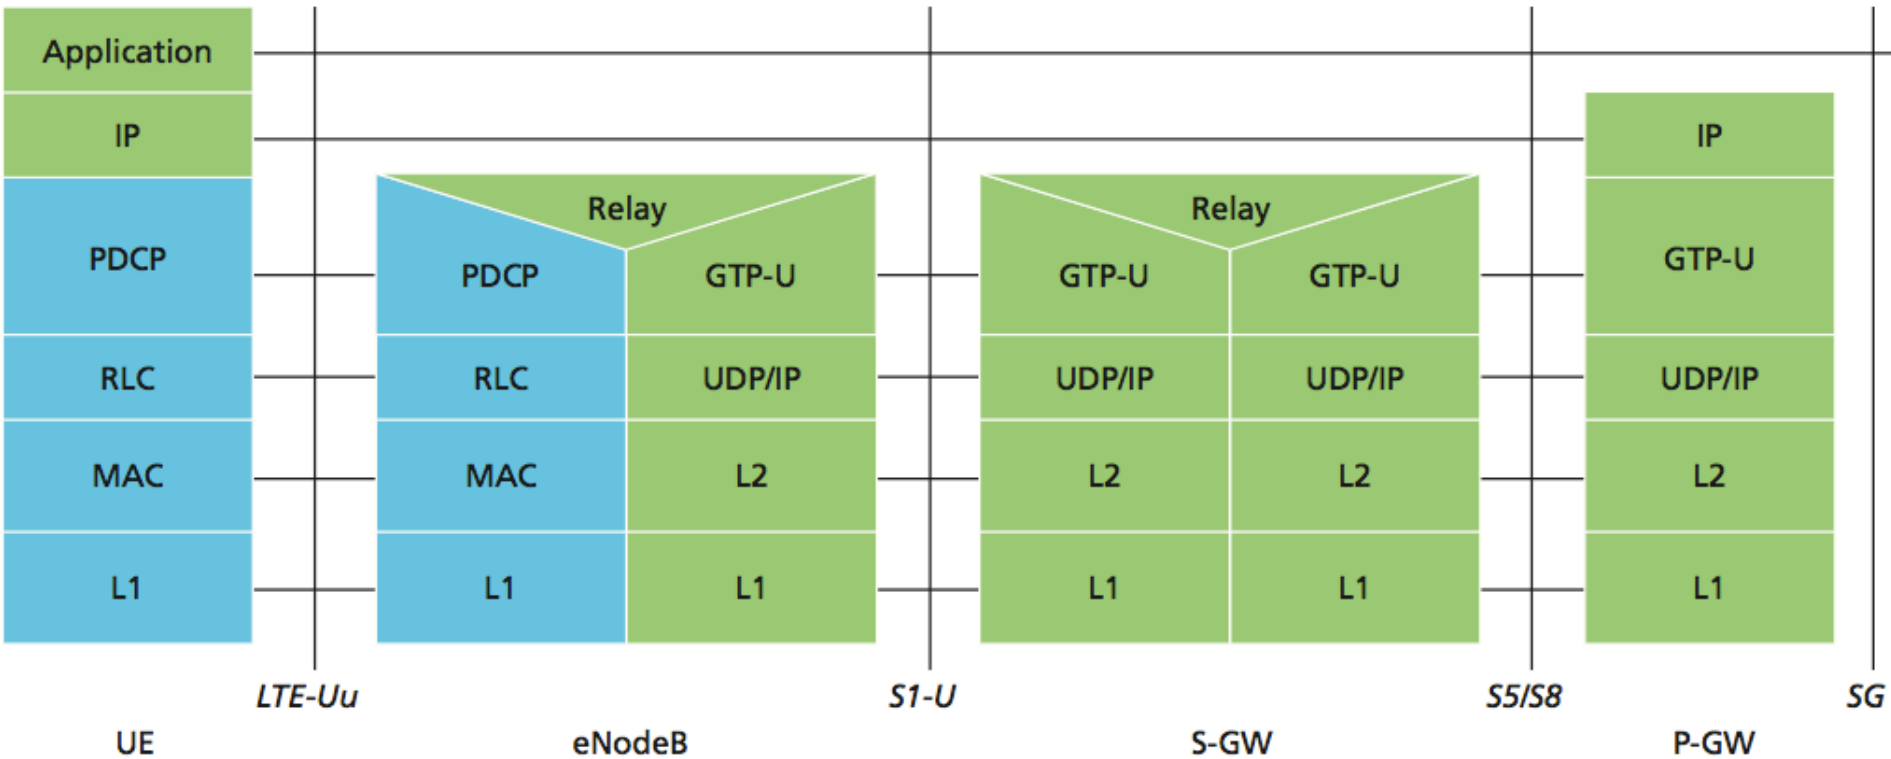 Application
IP
IP
Relay
Relay
PDCP
PDCP
GTP-U
GTP-U
GTP-U
GTP-U
RLC
RLC
UDP/IP
UDP/IP
UDP/IP
UDP/IP
MAC
MAC
L2
L2
L2
L2
L1
L1
L1
L1
L1
L1
LTE-Uu
S1-U
S5/S8
SG
UE
eNodeB
S-GW
P-GW